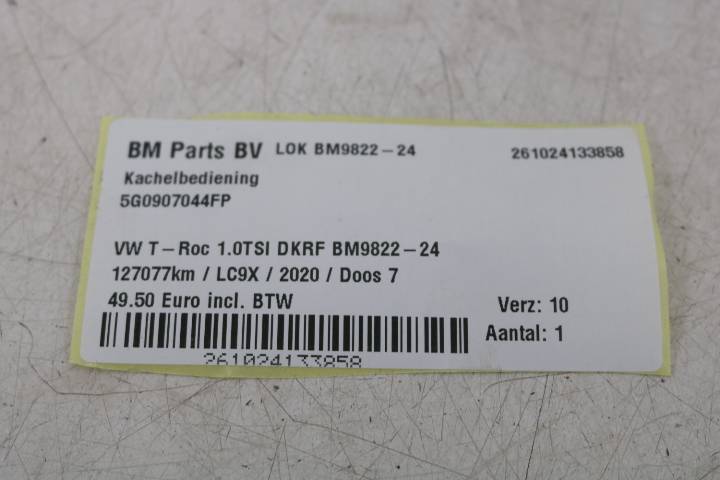 BM Parts BV LOK BM9822-24 261024133858
Kachelbediening
5G0907044FP
VW T-Roc 1.0TSI DKRF BM9822-24
127077km / LC9X / 2020 / Doos 7
49.50 Euro incl. BTW Verz: 10
Aantal: 1
261024133858